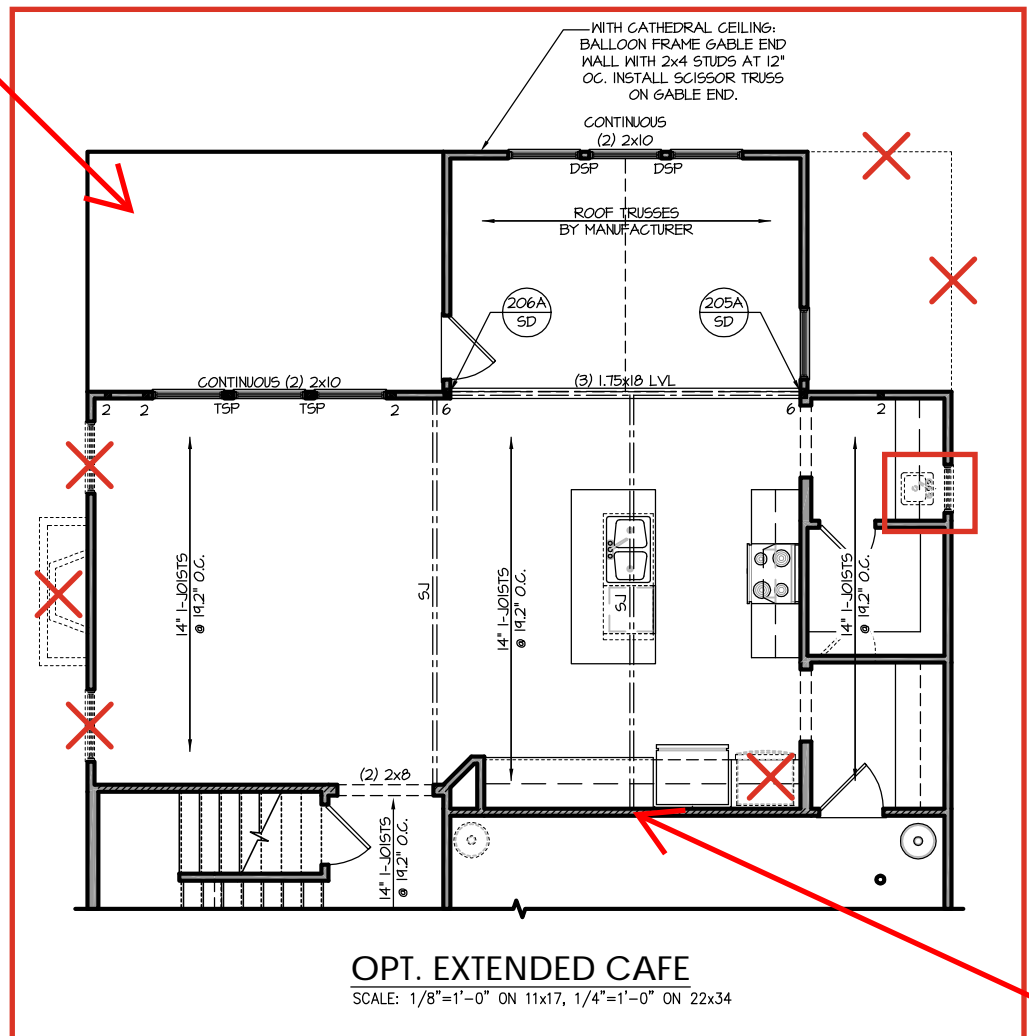 WITH CATHEDRAL CEILING:
BALLOON FRAME GABLE END
WALL WITH 2x4 STUDS AT 12"
OC. INSTALL SCISSOR TRUSS
ON GABLE END.
CONTINUOUS
(2) 2x10
DSP
DSP
ROOF TRUSSES
BY MANUFACTURER
206A
SD
205A
SD
CONTINUOUS (2) 2x10
(3) 1.75x18 LVL
2
2
TSP
TSP
2
6
6
2
14" I-JOISTS
@ 19.2" O.C.
SJ
14" I-JOISTS
@ 19.2" O.C.
SJ
14" I-JOISTS
@ 19.2" O.C.
(2) 2x8
14" I-JOISTS
@ 19.2" O.C.
OPT. EXTENDED CAFE
SCALE: 1/8"=1'-0" ON 11x17, 1/4"=1'-0" ON 22x34